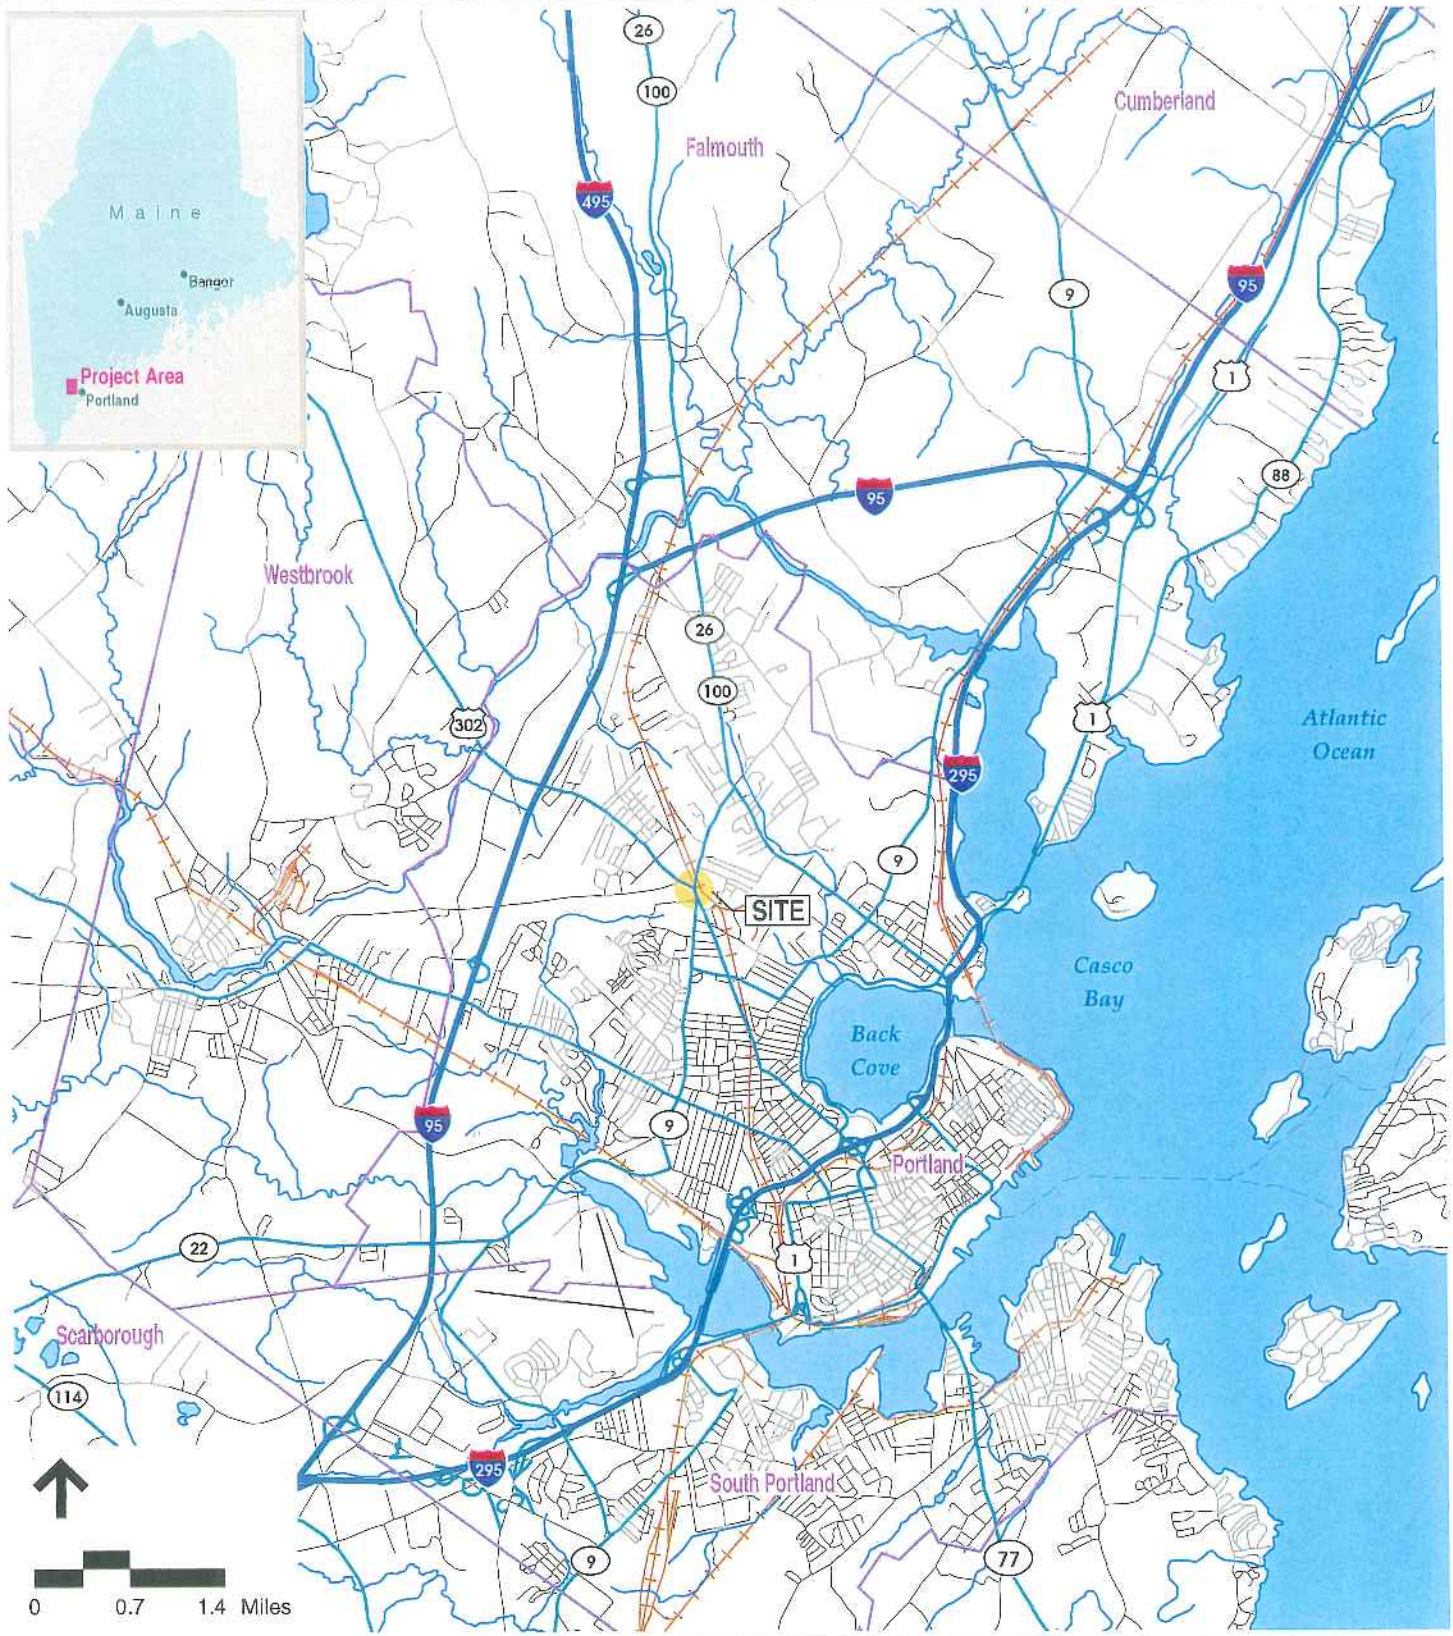 26
100
Cumberland
Falmouth
495
Maine
Bangor
Augusta
Project Area
Portland
9
95
1
88
95
Westbrook
26
100
302
1
Atlantic
Ocean
295
9
SITE
Casco
Bay
Back
Cove
95
9
Portland
22
1
Scarborough
114
295
South Portland
9
77
0 0.7 1.4 Miles